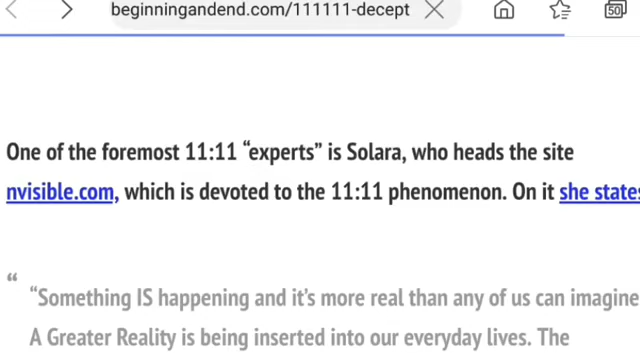 beginningandend.com/111111-decept
50
One of the foremost 11:11 “experts” is Solara, who heads the site
nvisible.com, which is devoted to the 11:11 phenomenon. On it she states
“
“Something IS happening and it’s more real than any of us can imagine
A Greater Reality is being inserted into our everyday lives. The